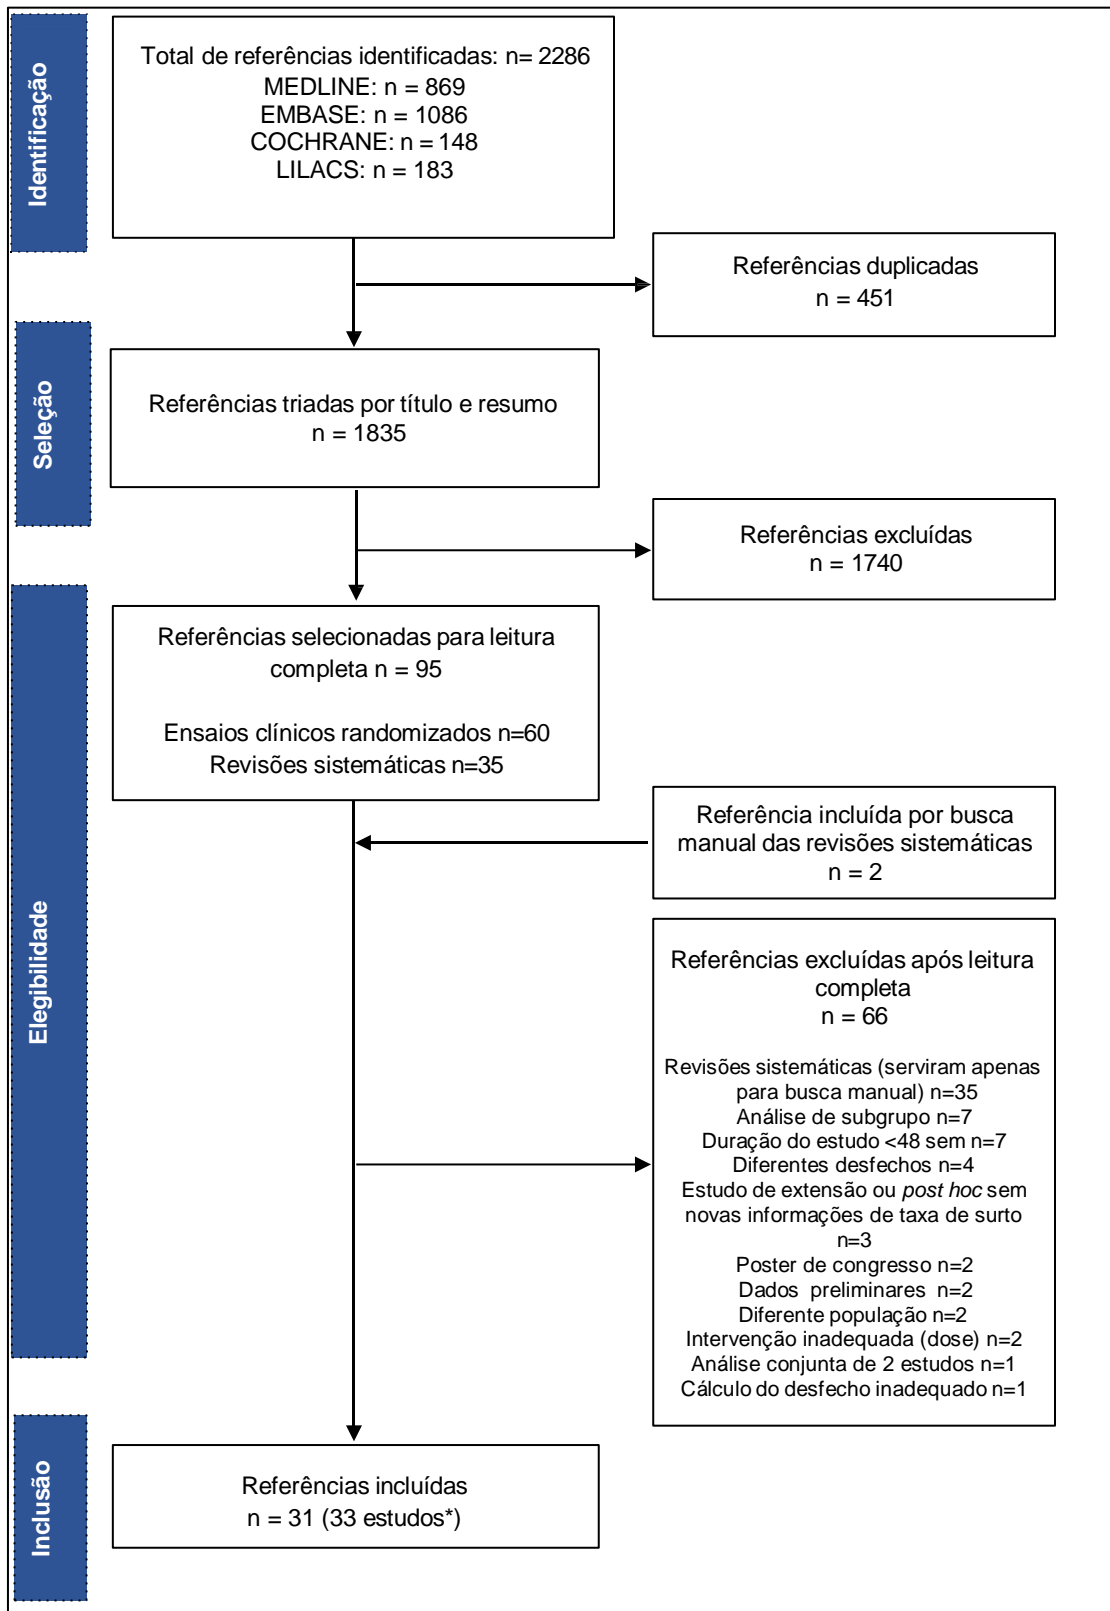 Identificação
Total de referências identificadas: n= 2286
MEDLINE: n = 869
EMBASE: n = 1086
COCHRANE: n = 148
LILACS: n = 183
Referências duplicadas
n = 451
Seleção
Referências triadas por título e resumo
n = 1835
Referências excluídas
n = 1740
Elegibilidade
Referências selecionadas para leitura
completa n = 95
Ensaios clínicos randomizados n=60
Revisões sistemáticas n=35
Referência incluída por busca
manual das revisões sistemáticas
n = 2
Referências excluídas após leitura
completa
n = 66
Revisões sistemáticas (serviram apenas
para busca manual) n=35
Análise de subgrupo n=7
Duração do estudo <48 sem n=7
Diferentes desfechos n=4
Estudo de extensão ou post hoc sem
novas informações de taxa de surto
n=3
Poster de congresso n=2
Dados preliminares n=2
Diferente população n=2
Intervenção inadequada (dose) n=2
Análise conjunta de 2 estudos n=1
Cálculo do desfecho inadequado n=1
Inclusão
Referências incluídas
n = 31 (33 estudos*)